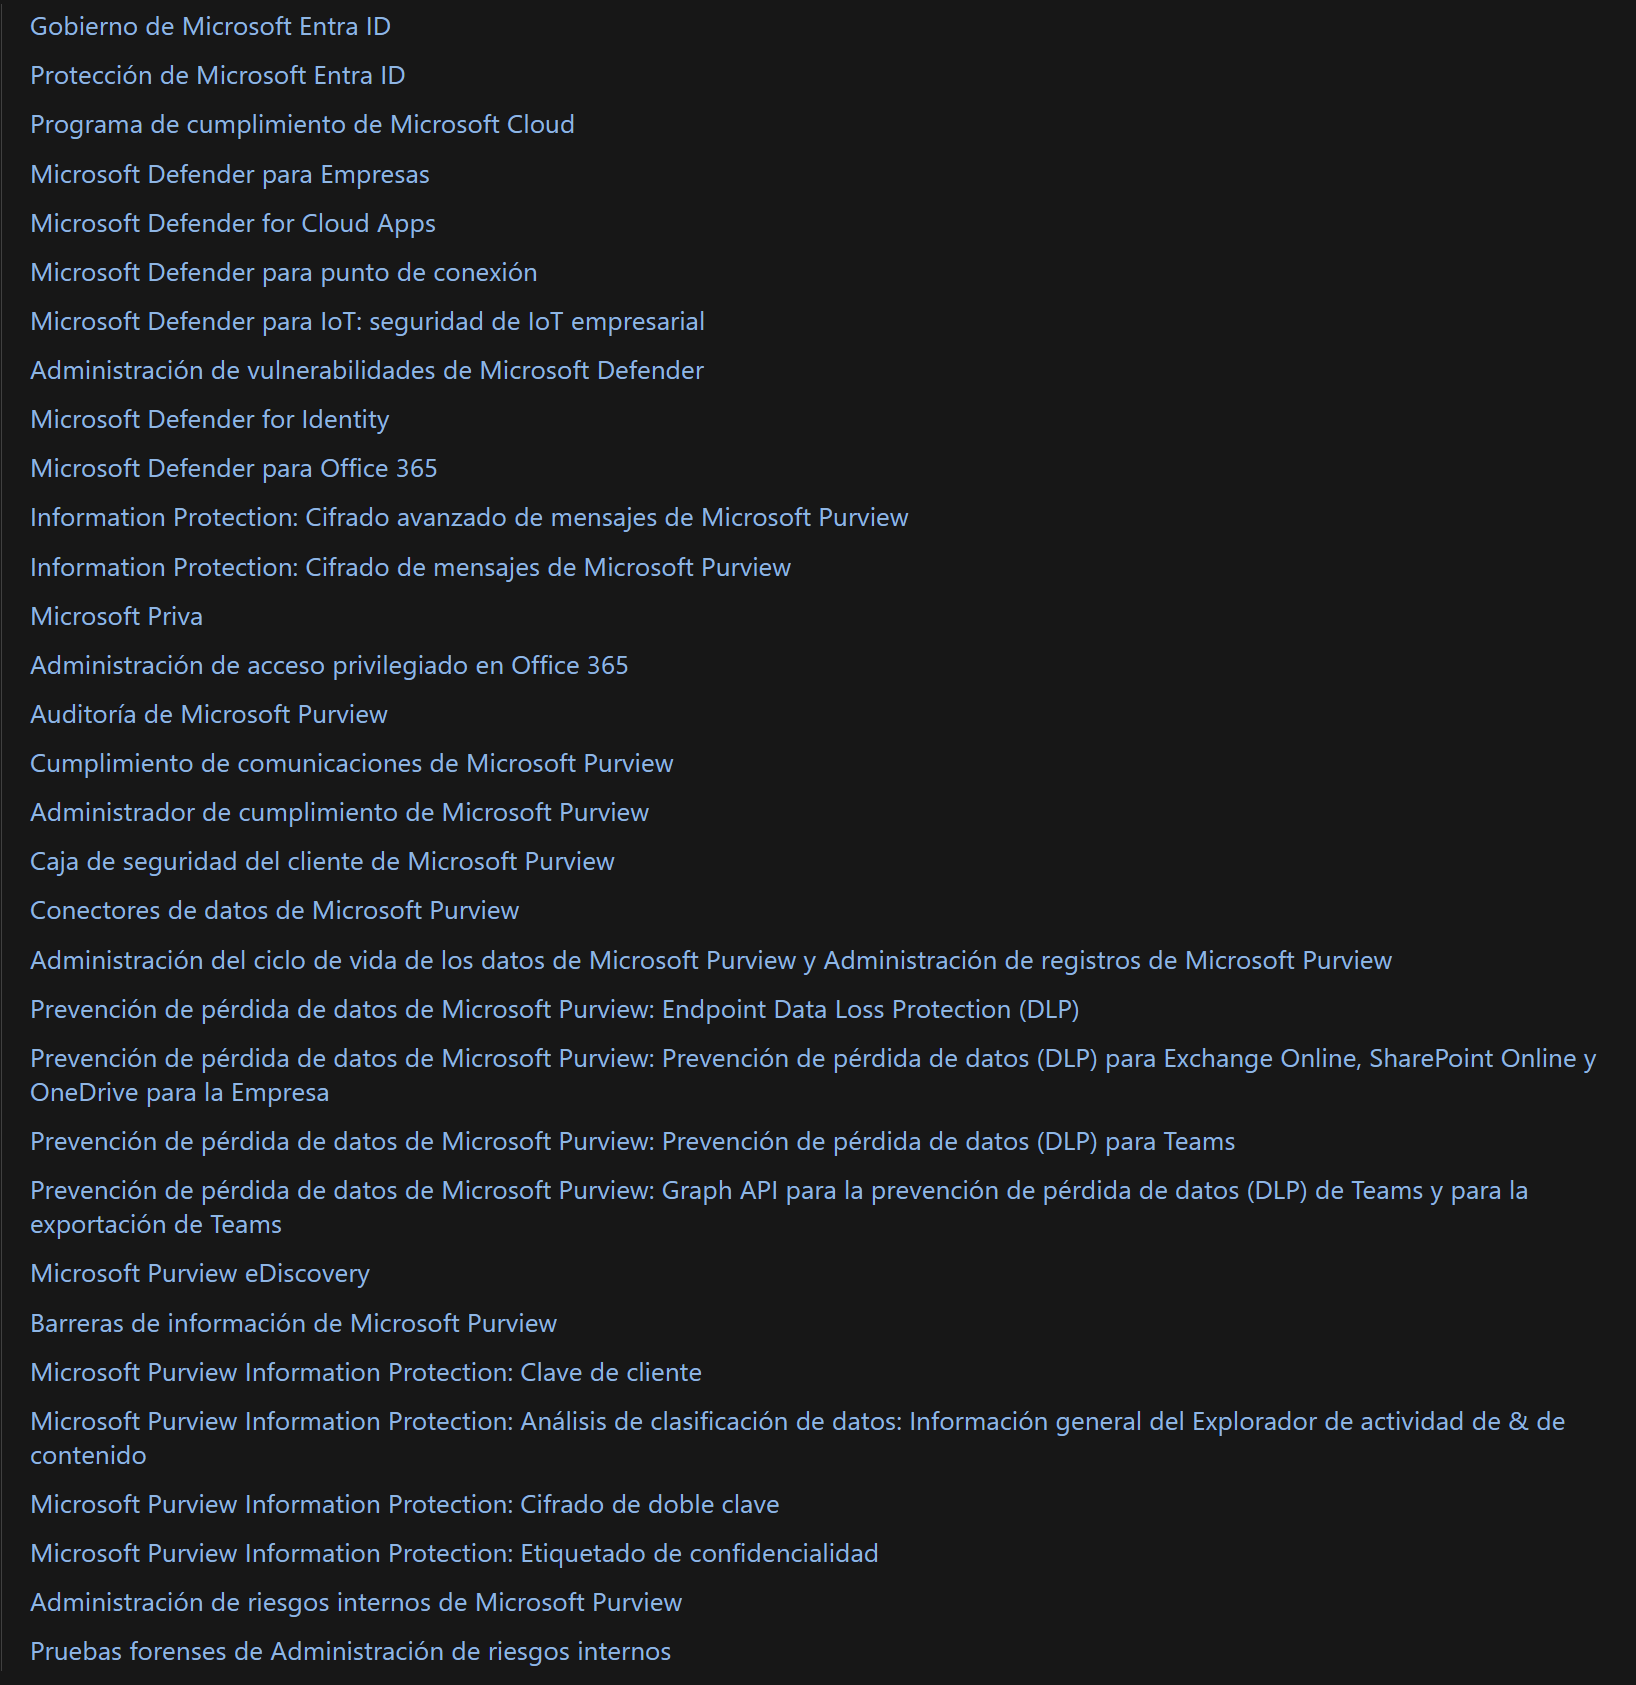 Gobierno de Microsoft Entra ID
Protección de Microsoft Entra ID
Programa de cumplimiento de Microsoft Cloud
Microsoft Defender para Empresas
Microsoft Defender for Cloud Apps
Microsoft Defender para punto de conexión
Microsoft Defender para IoT: seguridad de IoT empresarial
Administración de vulnerabilidades de Microsoft Defender
Microsoft Defender for Identity
Microsoft Defender para Office 365
Information Protection: Cifrado avanzado de mensajes de Microsoft Purview
Information Protection: Cifrado de mensajes de Microsoft Purview
Microsoft Priva
Administración de acceso privilegiado en Office 365
Auditoría de Microsoft Purview
Cumplimiento de comunicaciones de Microsoft Purview
Administrador de cumplimiento de Microsoft Purview
Caja de seguridad del cliente de Microsoft Purview
Conectores de datos de Microsoft Purview
Administración del ciclo de vida de los datos de Microsoft Purview y Administración de registros de Microsoft Purview
Prevención de pérdida de datos de Microsoft Purview: Endpoint Data Loss Protection (DLP)
Prevención de pérdida de datos de Microsoft Purview: Prevención de pérdida de datos (DLP) para Exchange Online, SharePoint Online y
OneDrive para la Empresa
Prevención de pérdida de datos de Microsoft Purview: Prevención de pérdida de datos (DLP) para Teams
Prevención de pérdida de datos de Microsoft Purview: Graph API para la prevención de pérdida de datos (DLP) de Teams y para la
exportación de Teams
Microsoft Purview eDiscovery
Barreras de información de Microsoft Purview
Microsoft Purview Information Protection: Clave de cliente
Microsoft Purview Information Protection: Análisis de clasificación de datos: Información general del Explorador de actividad de & de
contenido
Microsoft Purview Information Protection: Cifrado de doble clave
Microsoft Purview Information Protection: Etiquetado de confidencialidad
Administración de riesgos internos de Microsoft Purview
Pruebas forenses de Administración de riesgos internos